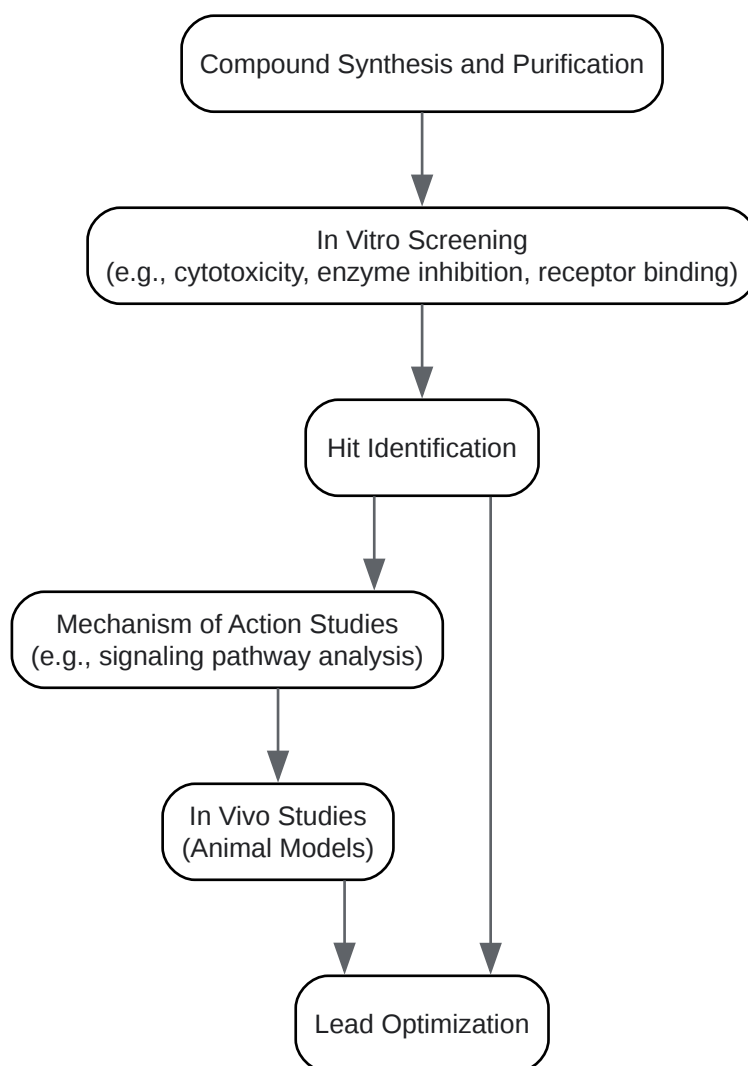 Compound Synthesis and Purification
In Vitro Screening
(e.g., cytotoxicity, enzyme inhibition, receptor binding)
Hit Identification
Mechanism of Action Studies
(e.g., signaling pathway analysis)
In Vivo Studies
(Animal Models)
Lead Optimization